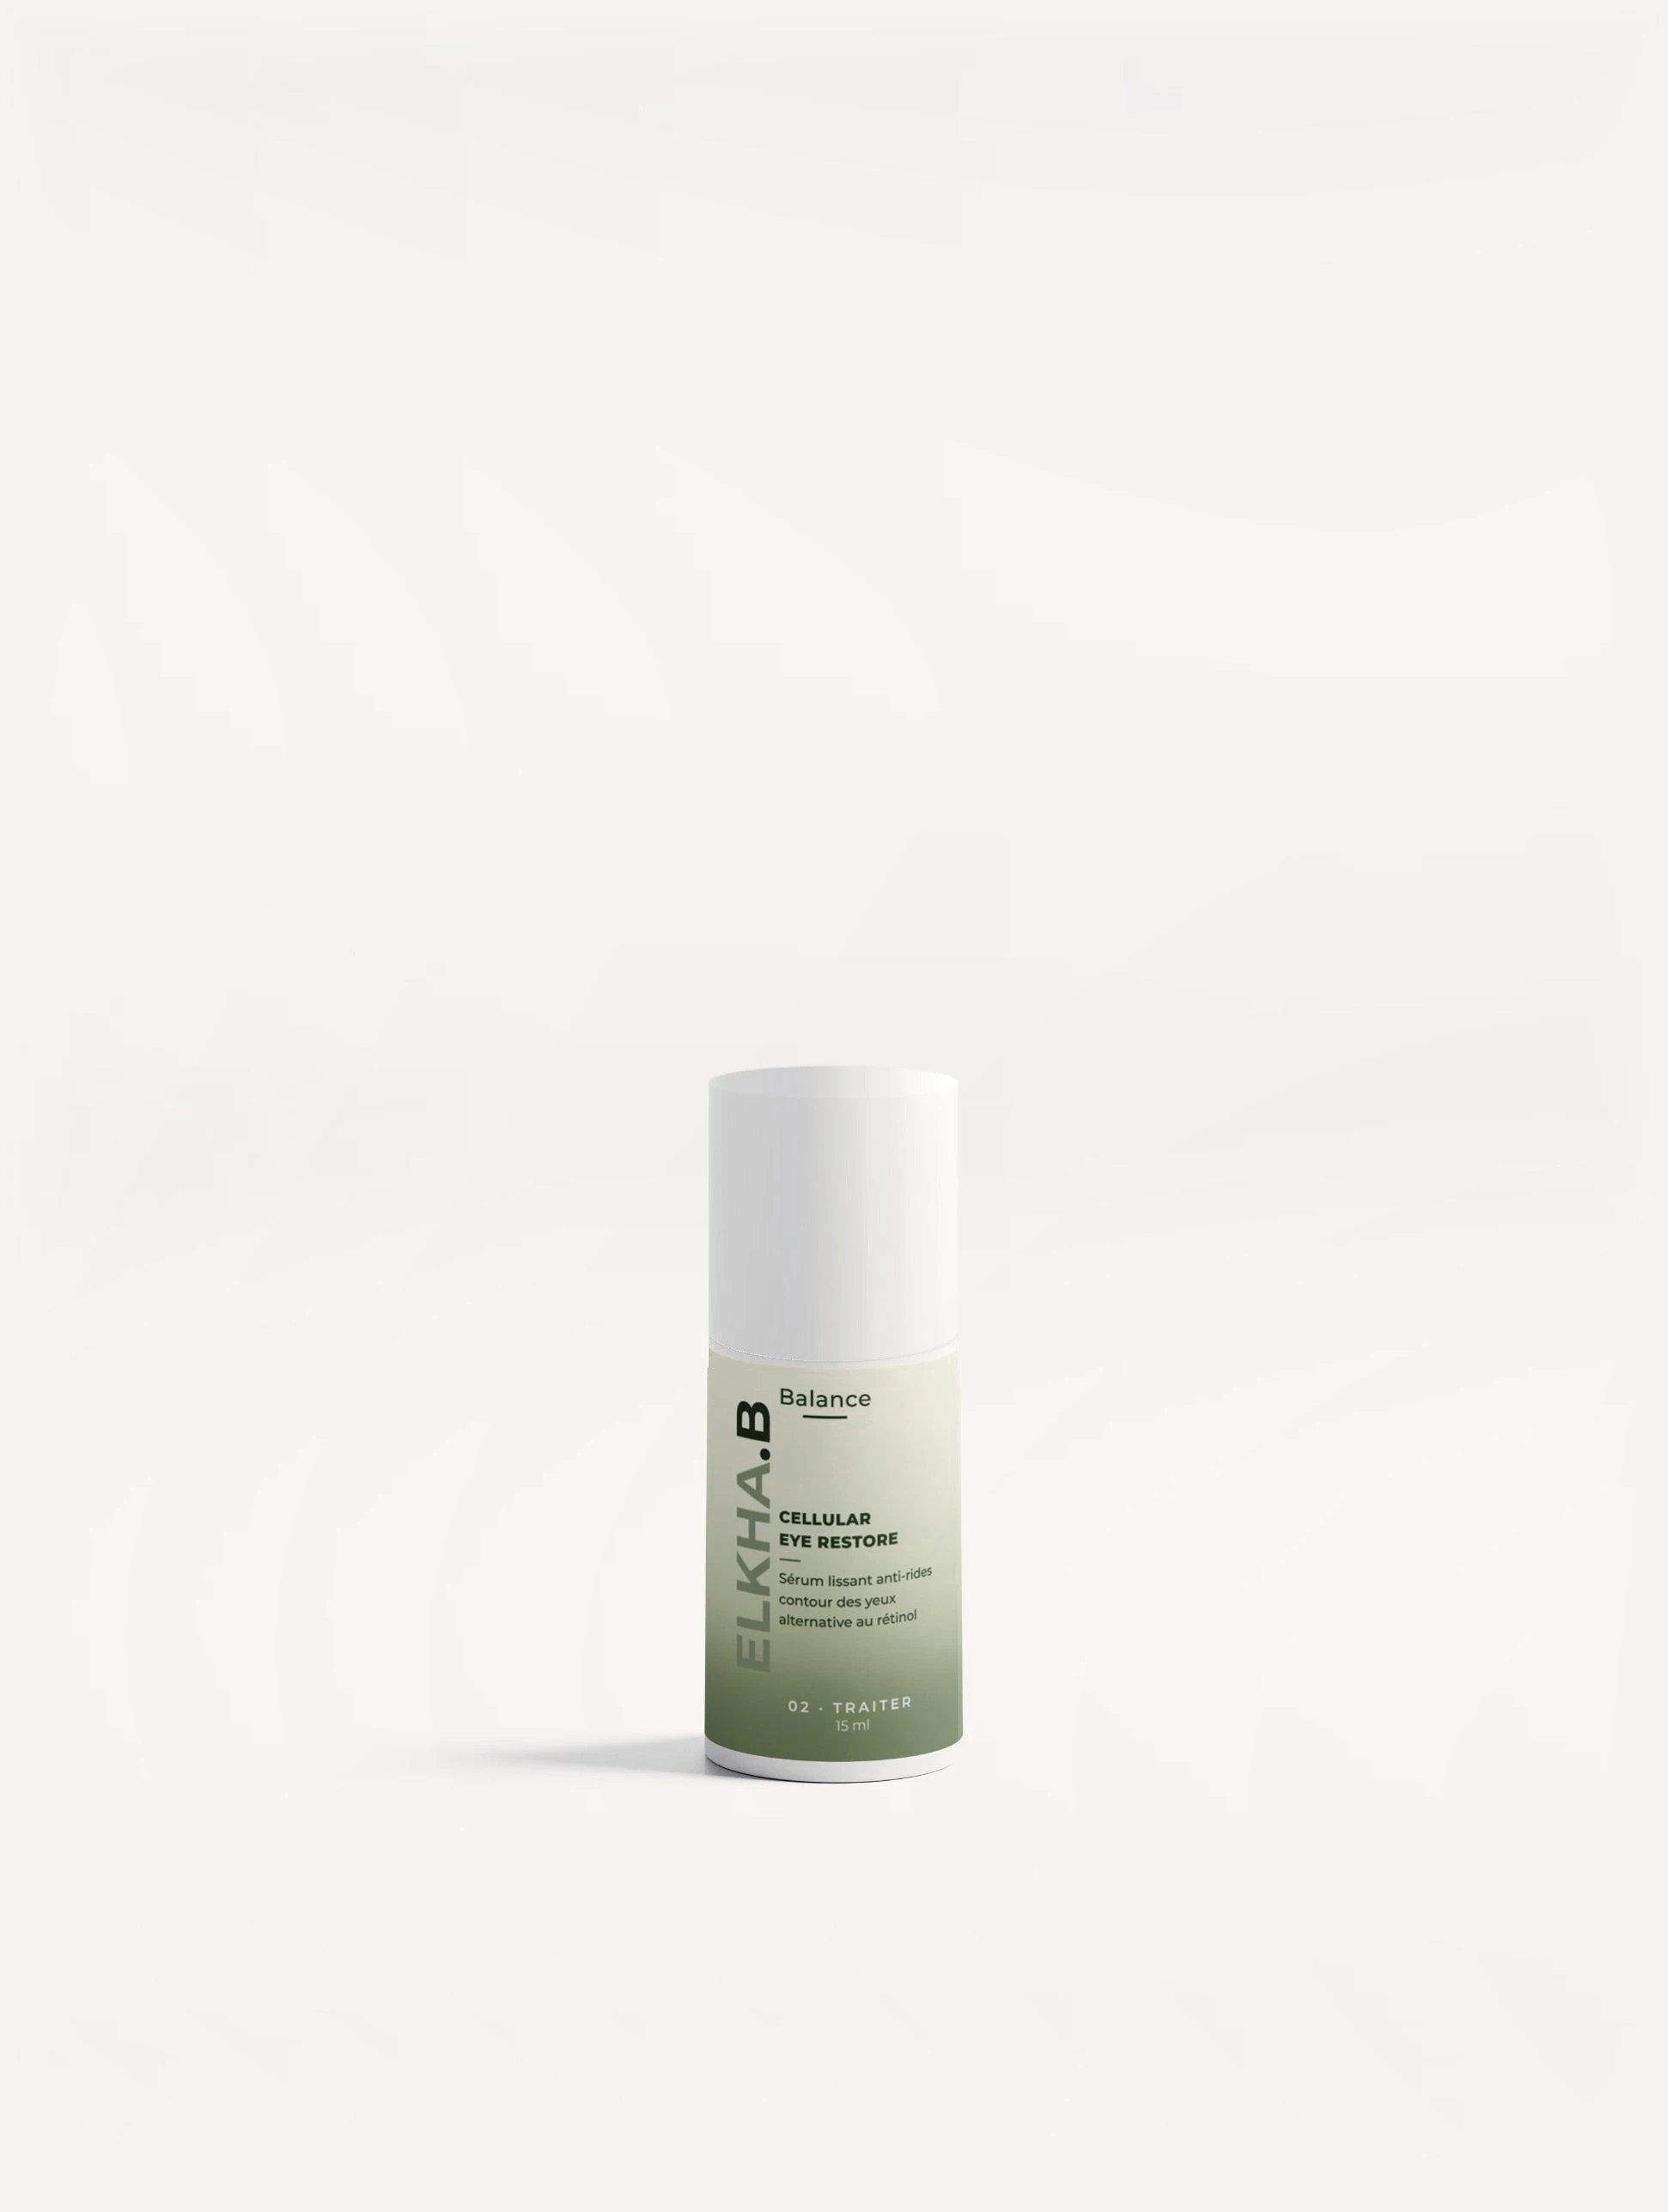 Balance
ELKHA.B
CELLULAR
EYE RESTORE
Sérum lissant anti-rides
contour des yeux
alternative au rétinol
02 · TRAITER
15 ml